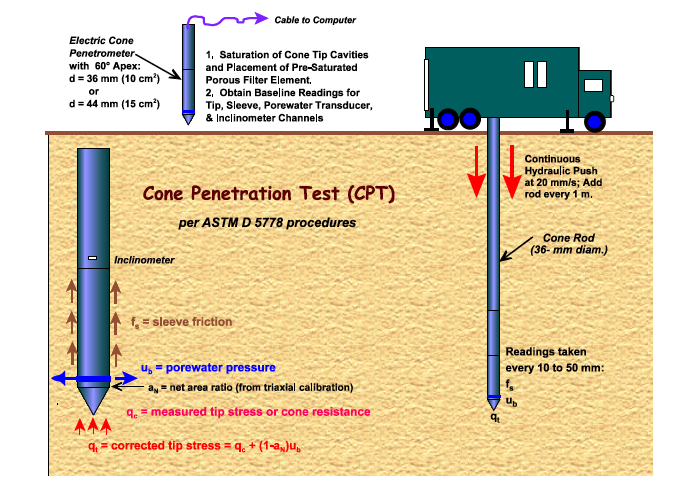 Cable to Computer
Electric Cone
Penetrometer
with 60° Apex:
d = 36 mm (10 cm²)
or
d = 44 mm (15 cm²)
1, Saturation of Cone Tip Cavities
and Placement of Pre-Saturated
Porous Filter Element.
2, Obtain Baseline Readings for
Tip, Sleeve, Porewater Transducer,
& Inclinometer Channels
Continuous
Hydraulic Push
at 20 mm/s; Add
rod every 1 m.
Cone Penetration Test (CPT)
per ASTM D 5778 procedures
Cone Rod
(36- mm diam.)
Inclinometer
fs = sleeve friction
ub = porewater pressure
aN = net area ratio (from triaxial calibration)
qc = measured tip stress or cone resistance
qt = corrected tip stress = qc + (1-aN)ub
Readings taken
every 10 to 50 mm:
fs
ub
qt